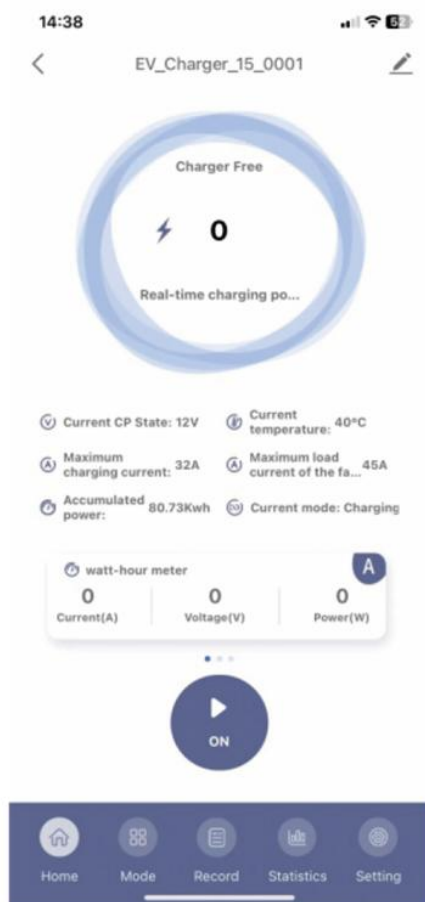 14:38
52
EV_Charger_15_0001
Charger Free
0
Real-time charging po...
Current CP State: 12V
Current temperature: 40°C
Maximum charging current: 32A
Maximum load current of the fa... 45A
Accumulated power: 80.73Kwh
Current mode: Charging
watt-hour meter
A
0
0
0
Current(A)
Voltage(V)
Power(W)
ON
Home
Mode
Record
Statistics
Setting